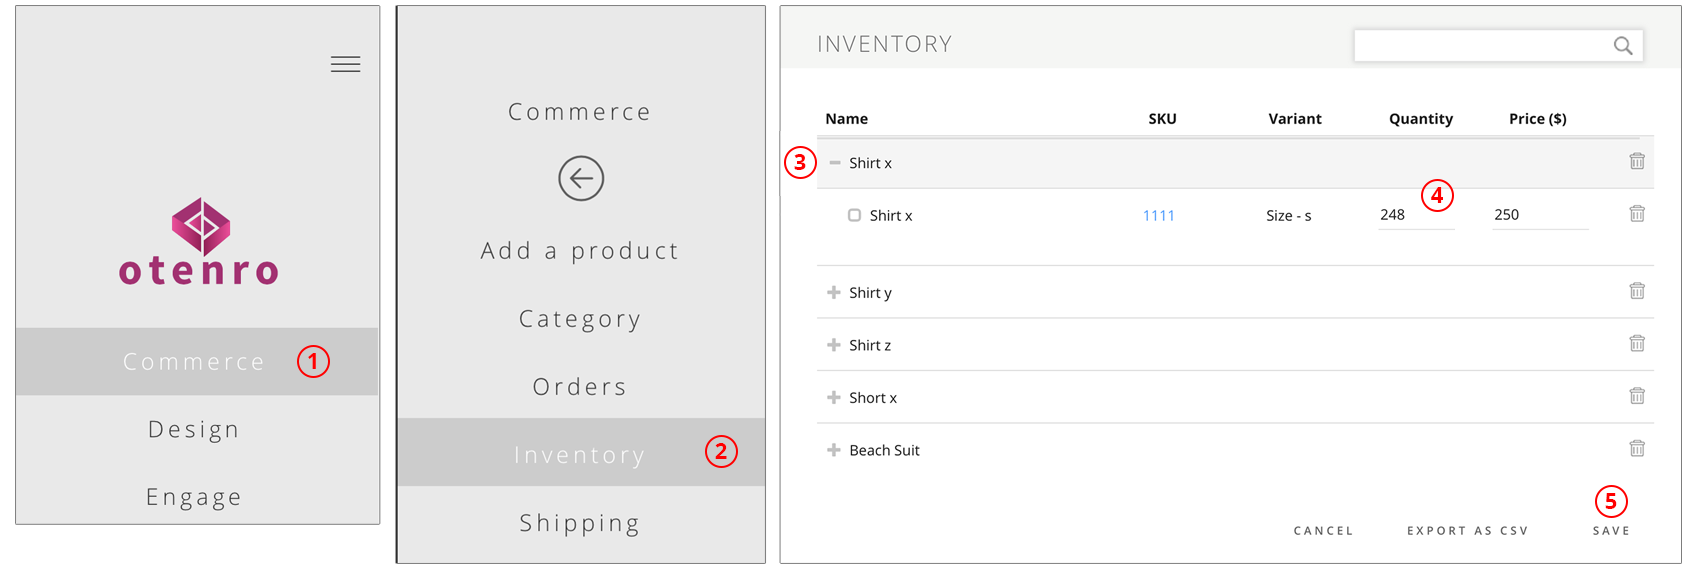 otenro
Commerce 1
Design
Engage
Commerce
Add a product
Category
Orders
Inventory 2
Shipping
INVENTORY
Name SKU Variant Quantity Price ($)
3 Shirt x
4
Shirt x 1111 Size - s 248 250
Shirt y
Shirt z
Short x
Beach Suit
5
CANCEL EXPORT AS CSV SAVE